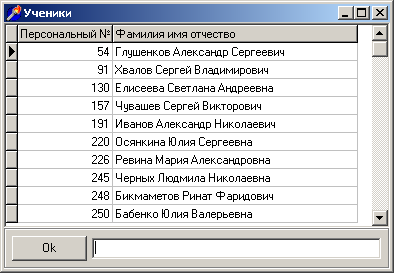 Ученики
Персональный № Фамилия имя отчество
54 Глушенков Александр Сергеевич
91 Хвалов Сергей Владимирович
130 Елисеева Светлана Андреевна
157 Чувашев Сергей Викторович
191 Иванов Александр Николаевич
220 Осянкина Юлия Сергеевна
226 Ревина Мария Александровна
245 Черных Людмила Николаевна
248 Бикмаметов Ринат Фаридович
250 Бабенко Юлия Валерьевна
Ok